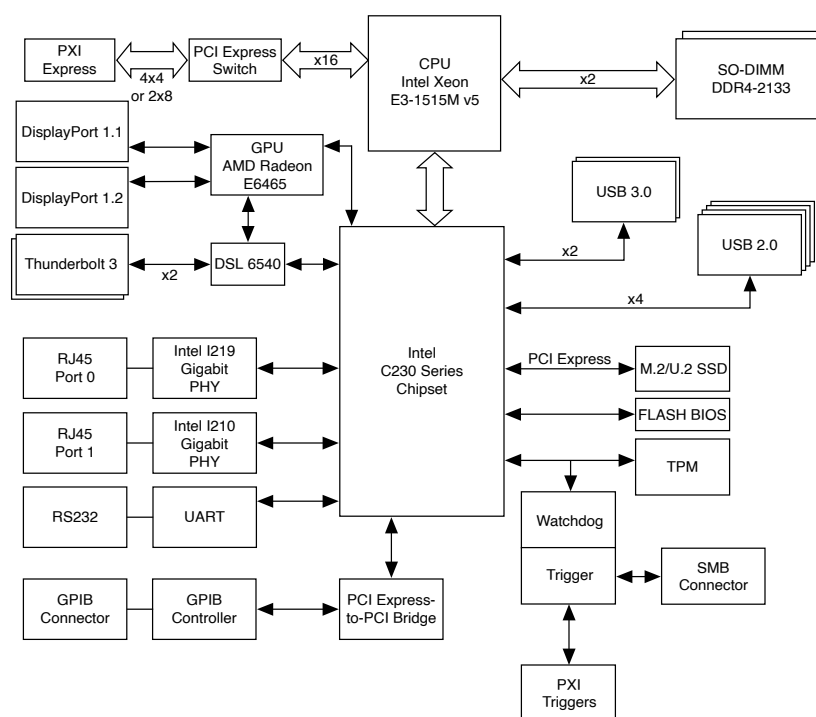 PXI
Express
4x4
or 2x8
PCI Express
Switch
x16
CPU
Intel Xeon
E3-1515M v5
x2
SO-DIMM
DDR4-2133
DisplayPort 1.1
DisplayPort 1.2
GPU
AMD Radeon
E6465
Thunderbolt 3
x2
DSL 6540
USB 3.0
x2
USB 2.0
x4
Intel
C230 Series
Chipset
RJ45
Port 0
Intel I219
Gigabit
PHY
PCI Express
M.2/U.2 SSD
RJ45
Port 1
Intel I210
Gigabit
PHY
FLASH BIOS
TPM
RS232
UART
Watchdog
Trigger
SMB
Connector
GPIB
Connector
GPIB
Controller
PCI Express-
to-PCI Bridge
PXI
Triggers